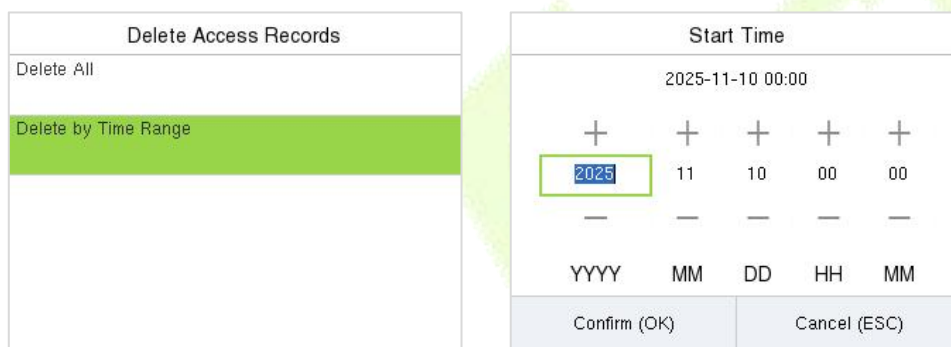 Delete Access Records
Delete All
Delete by Time Range
Start Time
2025-11-10 00:00
+ + + + +
2025 11 10 00 00
— — — — —
YYYY MM DD HH MM
Confirm (OK) Cancel (ESC)